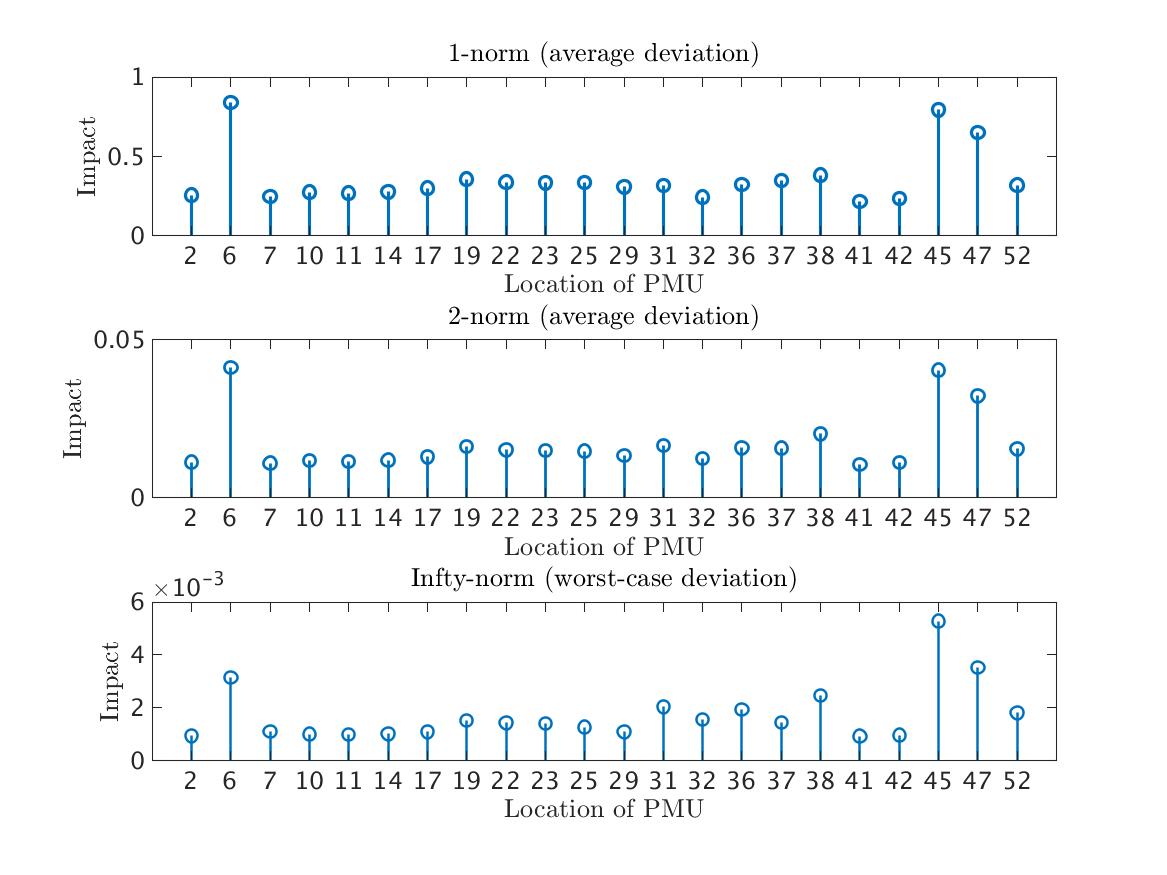 1-norm (average deviation)
1
0.5
0
Impact
2 6 7 10 11 14 17 19 22 23 25 29 31 32 36 37 38 41 42 45 47 52
Location of PMU
2-norm (average deviation)
0.05
0
Impact
2 6 7 10 11 14 17 19 22 23 25 29 31 32 36 37 38 41 42 45 47 52
Location of PMU
Infty-norm (worst-case deviation)
×10⁻³
6
4
2
0
Impact
2 6 7 10 11 14 17 19 22 23 25 29 31 32 36 37 38 41 42 45 47 52
Location of PMU